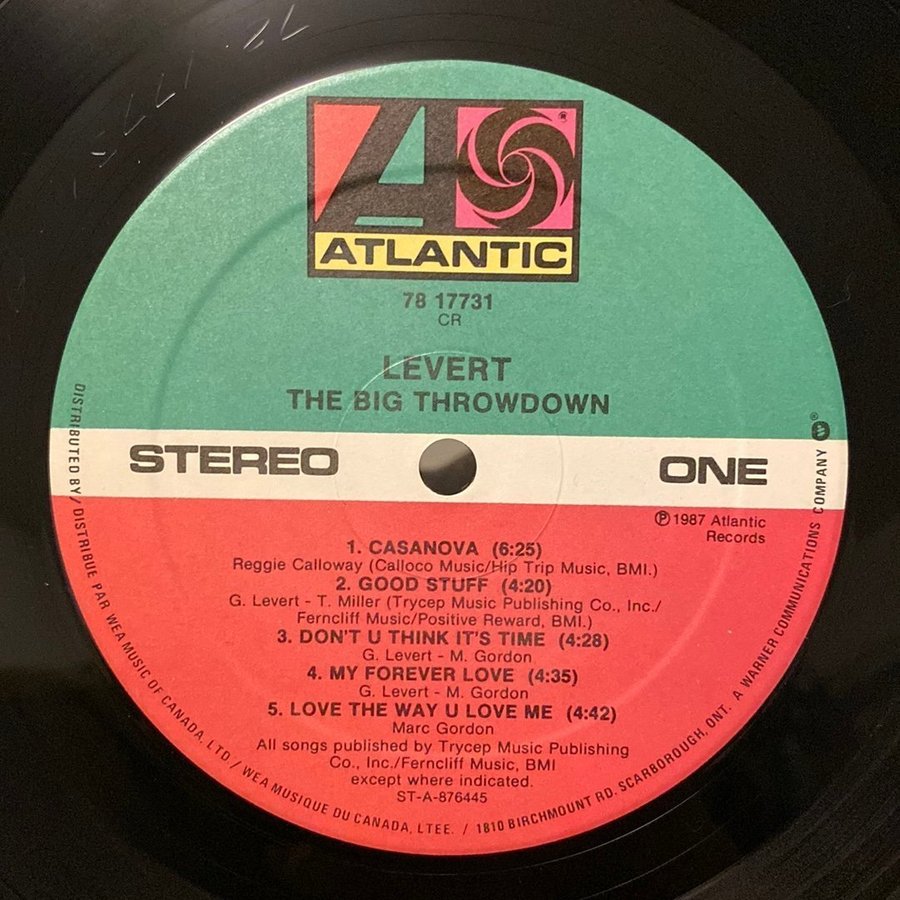 ATLANTIC
®
78 17731
CR
LEVERT
THE BIG THROWDOWN
STEREO
ONE
℗ 1987 Atlantic
Records
1. CASANOVA (6:25)
Reggie Calloway (Calloco Music/Hip Trip Music, BMI.)
2. GOOD STUFF (4:20)
G. Levert - T. Miller (Trycep Music Publishing Co., Inc./
Ferncliff Music/Positive Reward, BMI.)
3. DON'T U THINK IT'S TIME (4:28)
G. Levert - M. Gordon
4. MY FOREVER LOVE (4:35)
G. Levert - M. Gordon
5. LOVE THE WAY U LOVE ME (4:42)
Marc Gordon
All songs published by Trycep Music Publishing
Co., Inc./Ferncliff Music, BMI
except where indicated.
ST-A-876445
DISTRIBUTED BY / DISTRIBUE PAR WEA MUSIC OF CANADA, LTD / WEA MUSIQUE DU CANADA, LTEE. / 1810 BIRCHMOUNT RD. SCARBOROUGH, ONT. A WARNER COMMUNICATIONS COMPANY ®